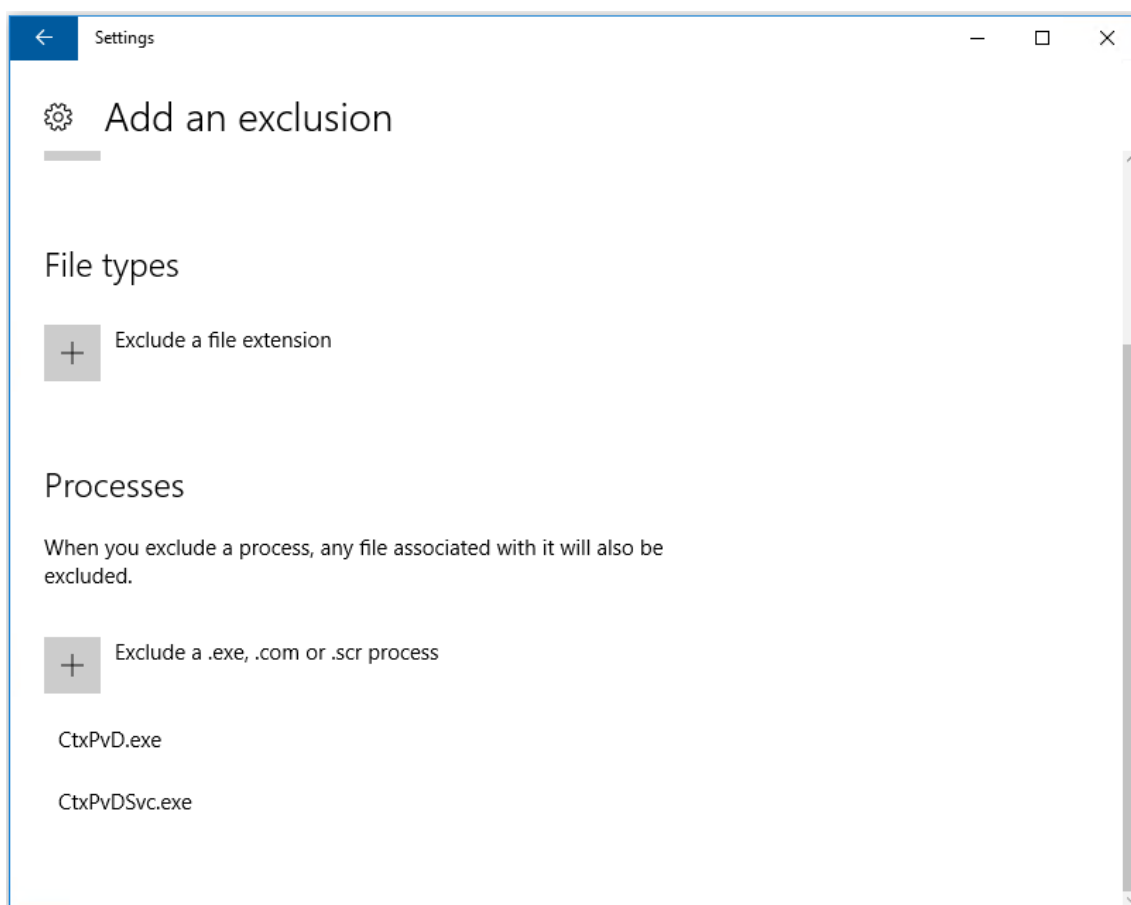 Settings
Add an exclusion
File types
Exclude a file extension
Processes
When you exclude a process, any file associated with it will also be
excluded.
Exclude a .exe, .com or .scr process
CtxPvD.exe
CtxPvDSvc.exe